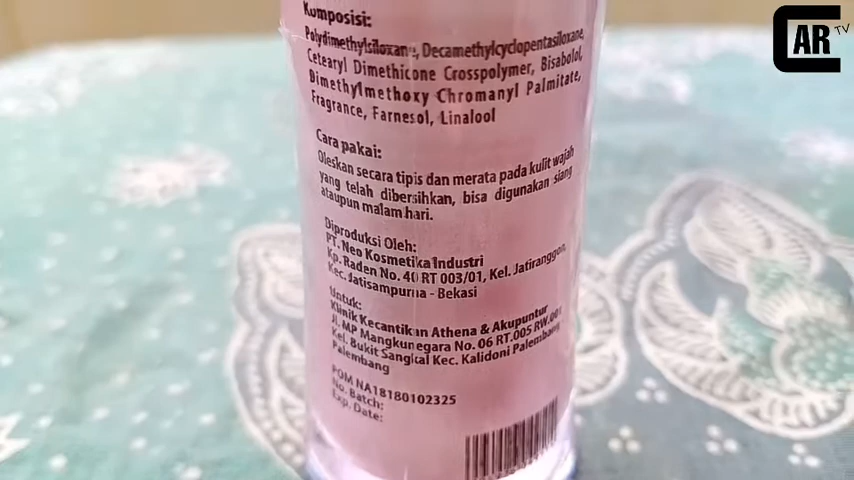 CAR TV
Komposisi:
Polydimethylsiloxane, Decamethylcyclopentasiloxane,
Cetearyl Dimethicone Crosspolymer, Bisabolol,
Dimethylmethoxy Chromanyl Palmitate,
Fragrance, Farnesol, Linalool
Cara pakai:
Oleskan secara tipis dan merata pada kulit wajah
yang telah dibersihkan, bisa digunakan siang
ataupun malam hari.
Diproduksi Oleh:
PT. Neo Kosmetika Industri
Kp. Raden No. 40 RT 003/01, Kel. Jatiranggon,
Kec. Jatisampurna - Bekasi
Untuk:
Klinik Kecantikan Athena & Akupuntur
Jl. MP Mangkunegara No. 06 RT.005 RW.001
Kel. Bukit Sangkal Kec. Kalidoni Palembang
Palembang
POM NA18180102325
No. Batch:
Exp. Date: